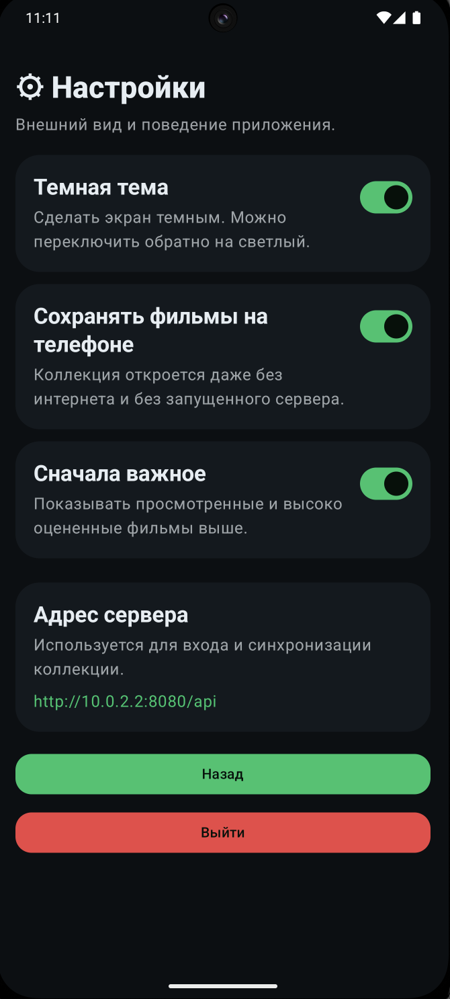 11:11
Настройки
Внешний вид и поведение приложения.
Темная тема
Сделать экран темным. Можно
переключить обратно на светлый.
Сохранять фильмы на
телефоне
Коллекция откроется даже без
интернета и без запущенного сервера.
Сначала важное
Показывать просмотренные и высоко
оцененные фильмы выше.
Адрес сервера
Используется для входа и синхронизации
коллекции.
http://10.0.2.2:8080/api
Назад
Выйти